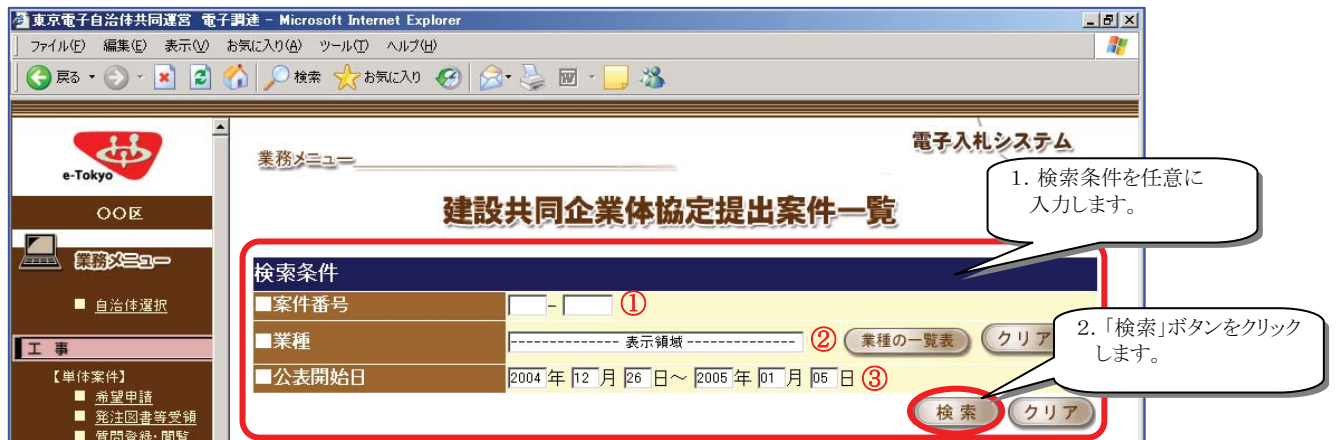 東京電子自治体共同運営 電子調達 - Microsoft Internet Explorer
ファイル(F) 編集(E) 表示(V) お気に入り(A) ツール(T) ヘルプ(H)
戻る 検索 お気に入り
e-Tokyo
〇〇区
業務メニュー
自治体選択
工 事
【単体案件】
希望申請
発注図書等受領
質問登録・閲覧
業務メニュー
電子入札システム
建設共同企業体協定提出案件一覧
1. 検索条件を任意に
入力します。
検索条件
■案件番号 - ①
■業種 -------------- 表示領域 -------------- ② 業種の一覧表 クリア
■公表開始日 2004 年 12 月 26 日～ 2005 年 01 月 05 日 ③
検 索 クリア
2. 「検索」ボタンをクリック
します。